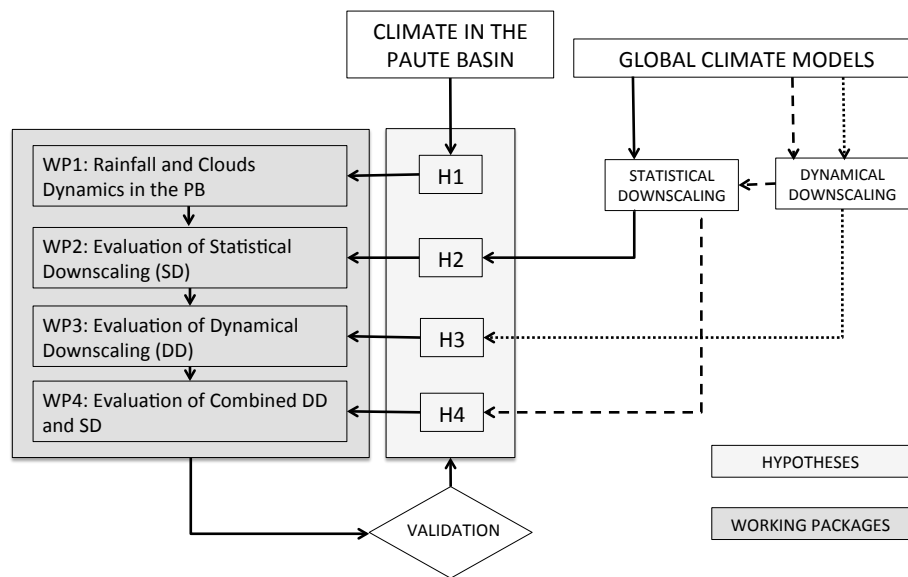 CLIMATE IN THE
PAUTE BASIN
GLOBAL CLIMATE MODELS
WP1: Rainfall and Clouds
Dynamics in the PB
H1
STATISTICAL
DOWNSCALING
DYNAMICAL
DOWNSCALING
WP2: Evaluation of Statistical
Downscaling (SD)
H2
WP3: Evaluation of Dynamical
Downscaling (DD)
H3
WP4: Evaluation of Combined DD
and SD
H4
HYPOTHESES
VALIDATION
WORKING PACKAGES